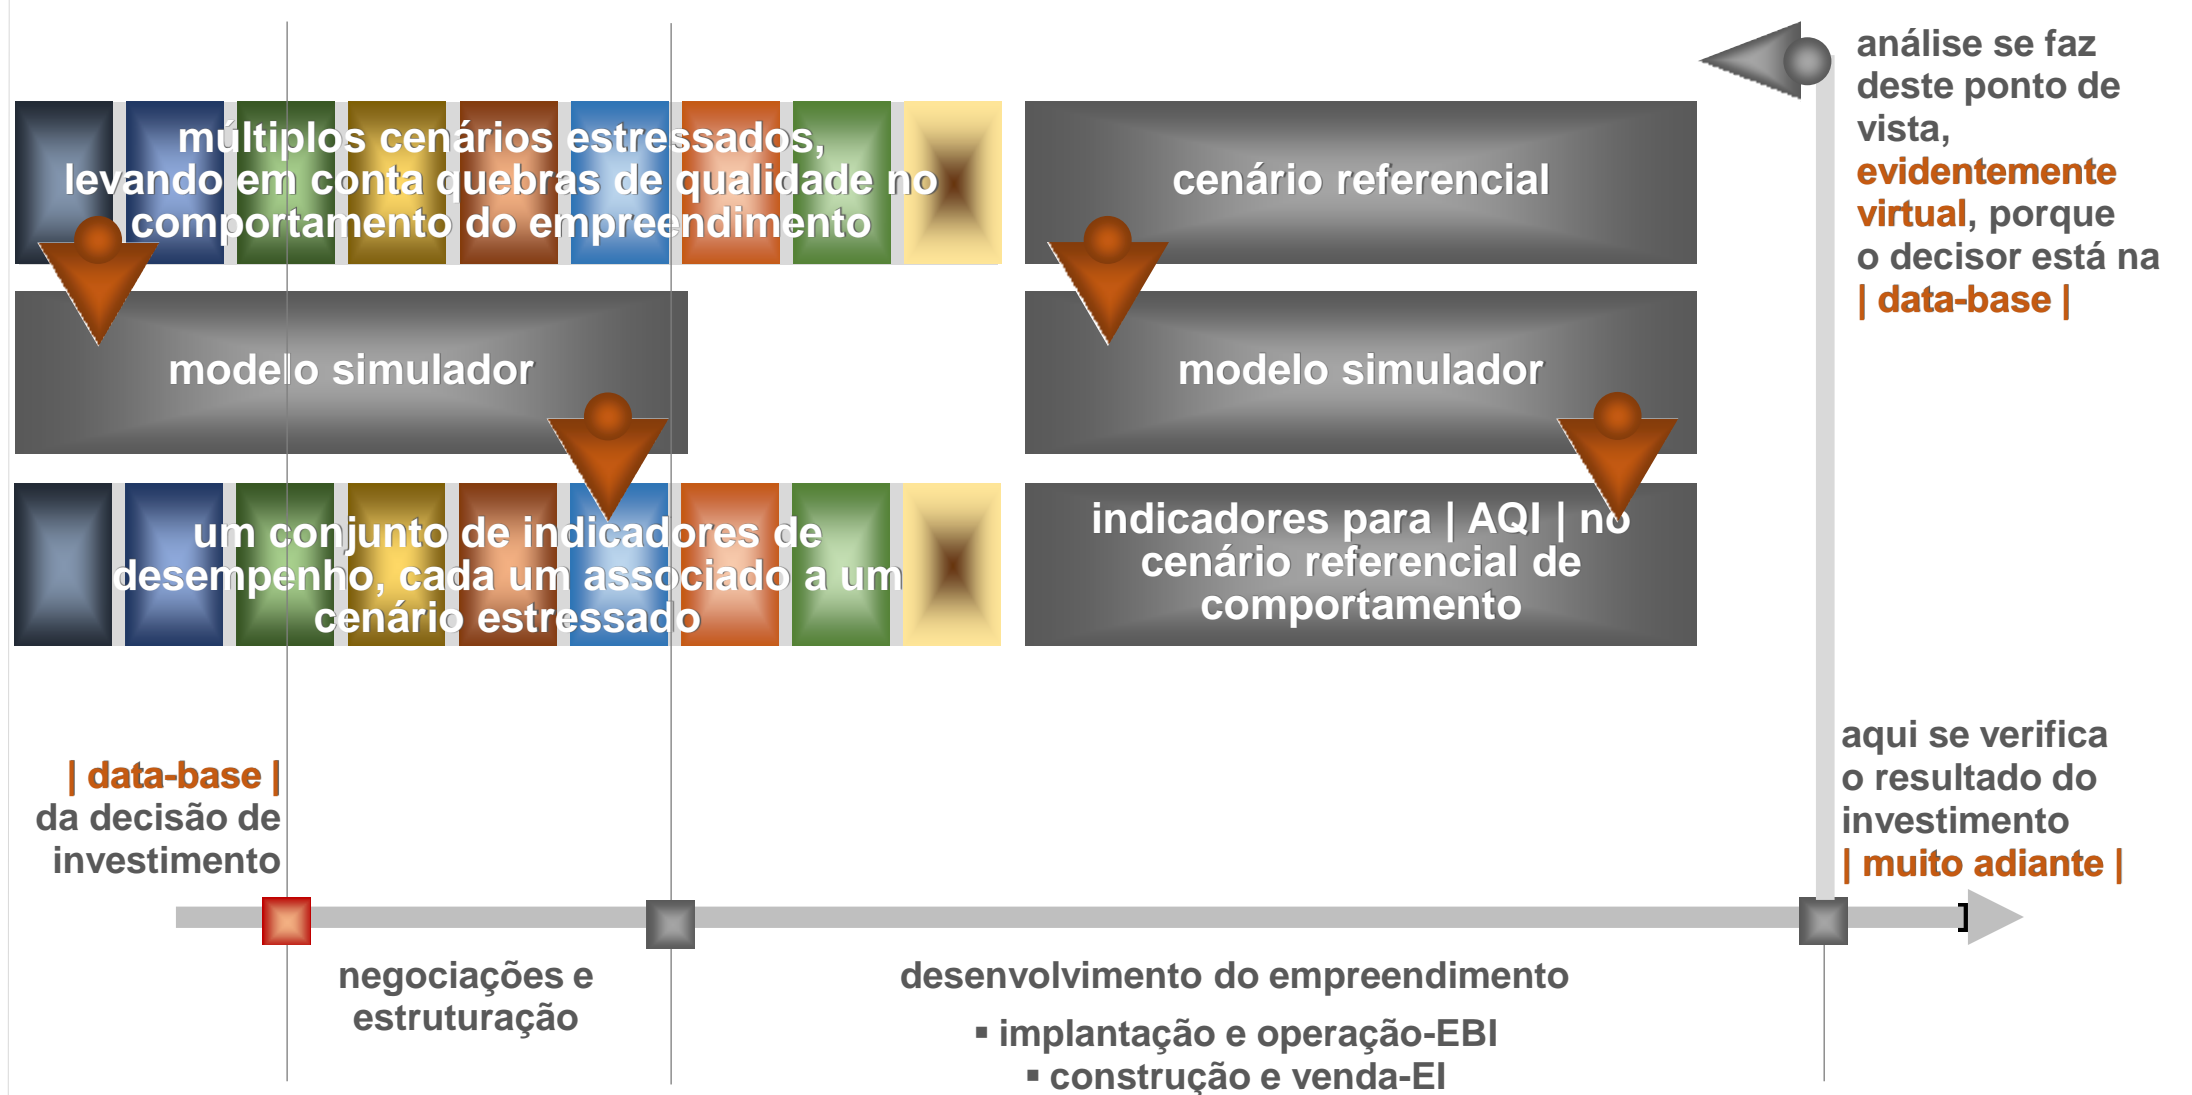 múltiplos cenários estressados,
levando em conta quebras de qualidade no
comportamento do empreendimento
cenário referencial
análise se faz
deste ponto de
vista,
evidentemente
virtual, porque
o decisor está na
| data-base |
modelo simulador
modelo simulador
um conjunto de indicadores de
desempenho, cada um associado a um
cenário estressado
indicadores para | AQI | no
cenário referencial de
comportamento
| data-base |
da decisão de
investimento
aqui se verifica
o resultado do
investimento
| muito adiante |
]
negociações e
estruturação
desenvolvimento do empreendimento
▪ implantação e operação-EBI
▪ construção e venda-EI